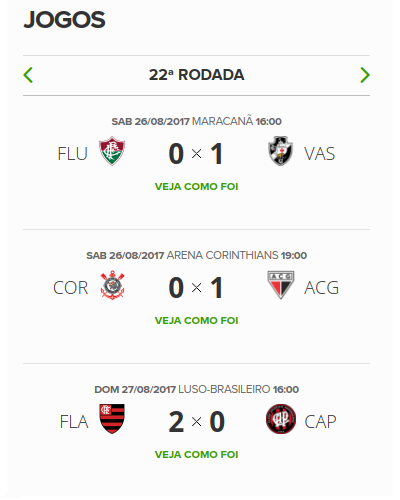 JOGOS
22ª RODADA
SAB 26/08/2017 MARACANÃ 16:00
FLU 0 × 1 VAS
VEJA COMO FOI
SAB 26/08/2017 ARENA CORINTHIANS 19:00
COR 0 × 1 ACG
VEJA COMO FOI
DOM 27/08/2017 LUSO-BRASILEIRO 16:00
FLA 2 × 0 CAP
VEJA COMO FOI